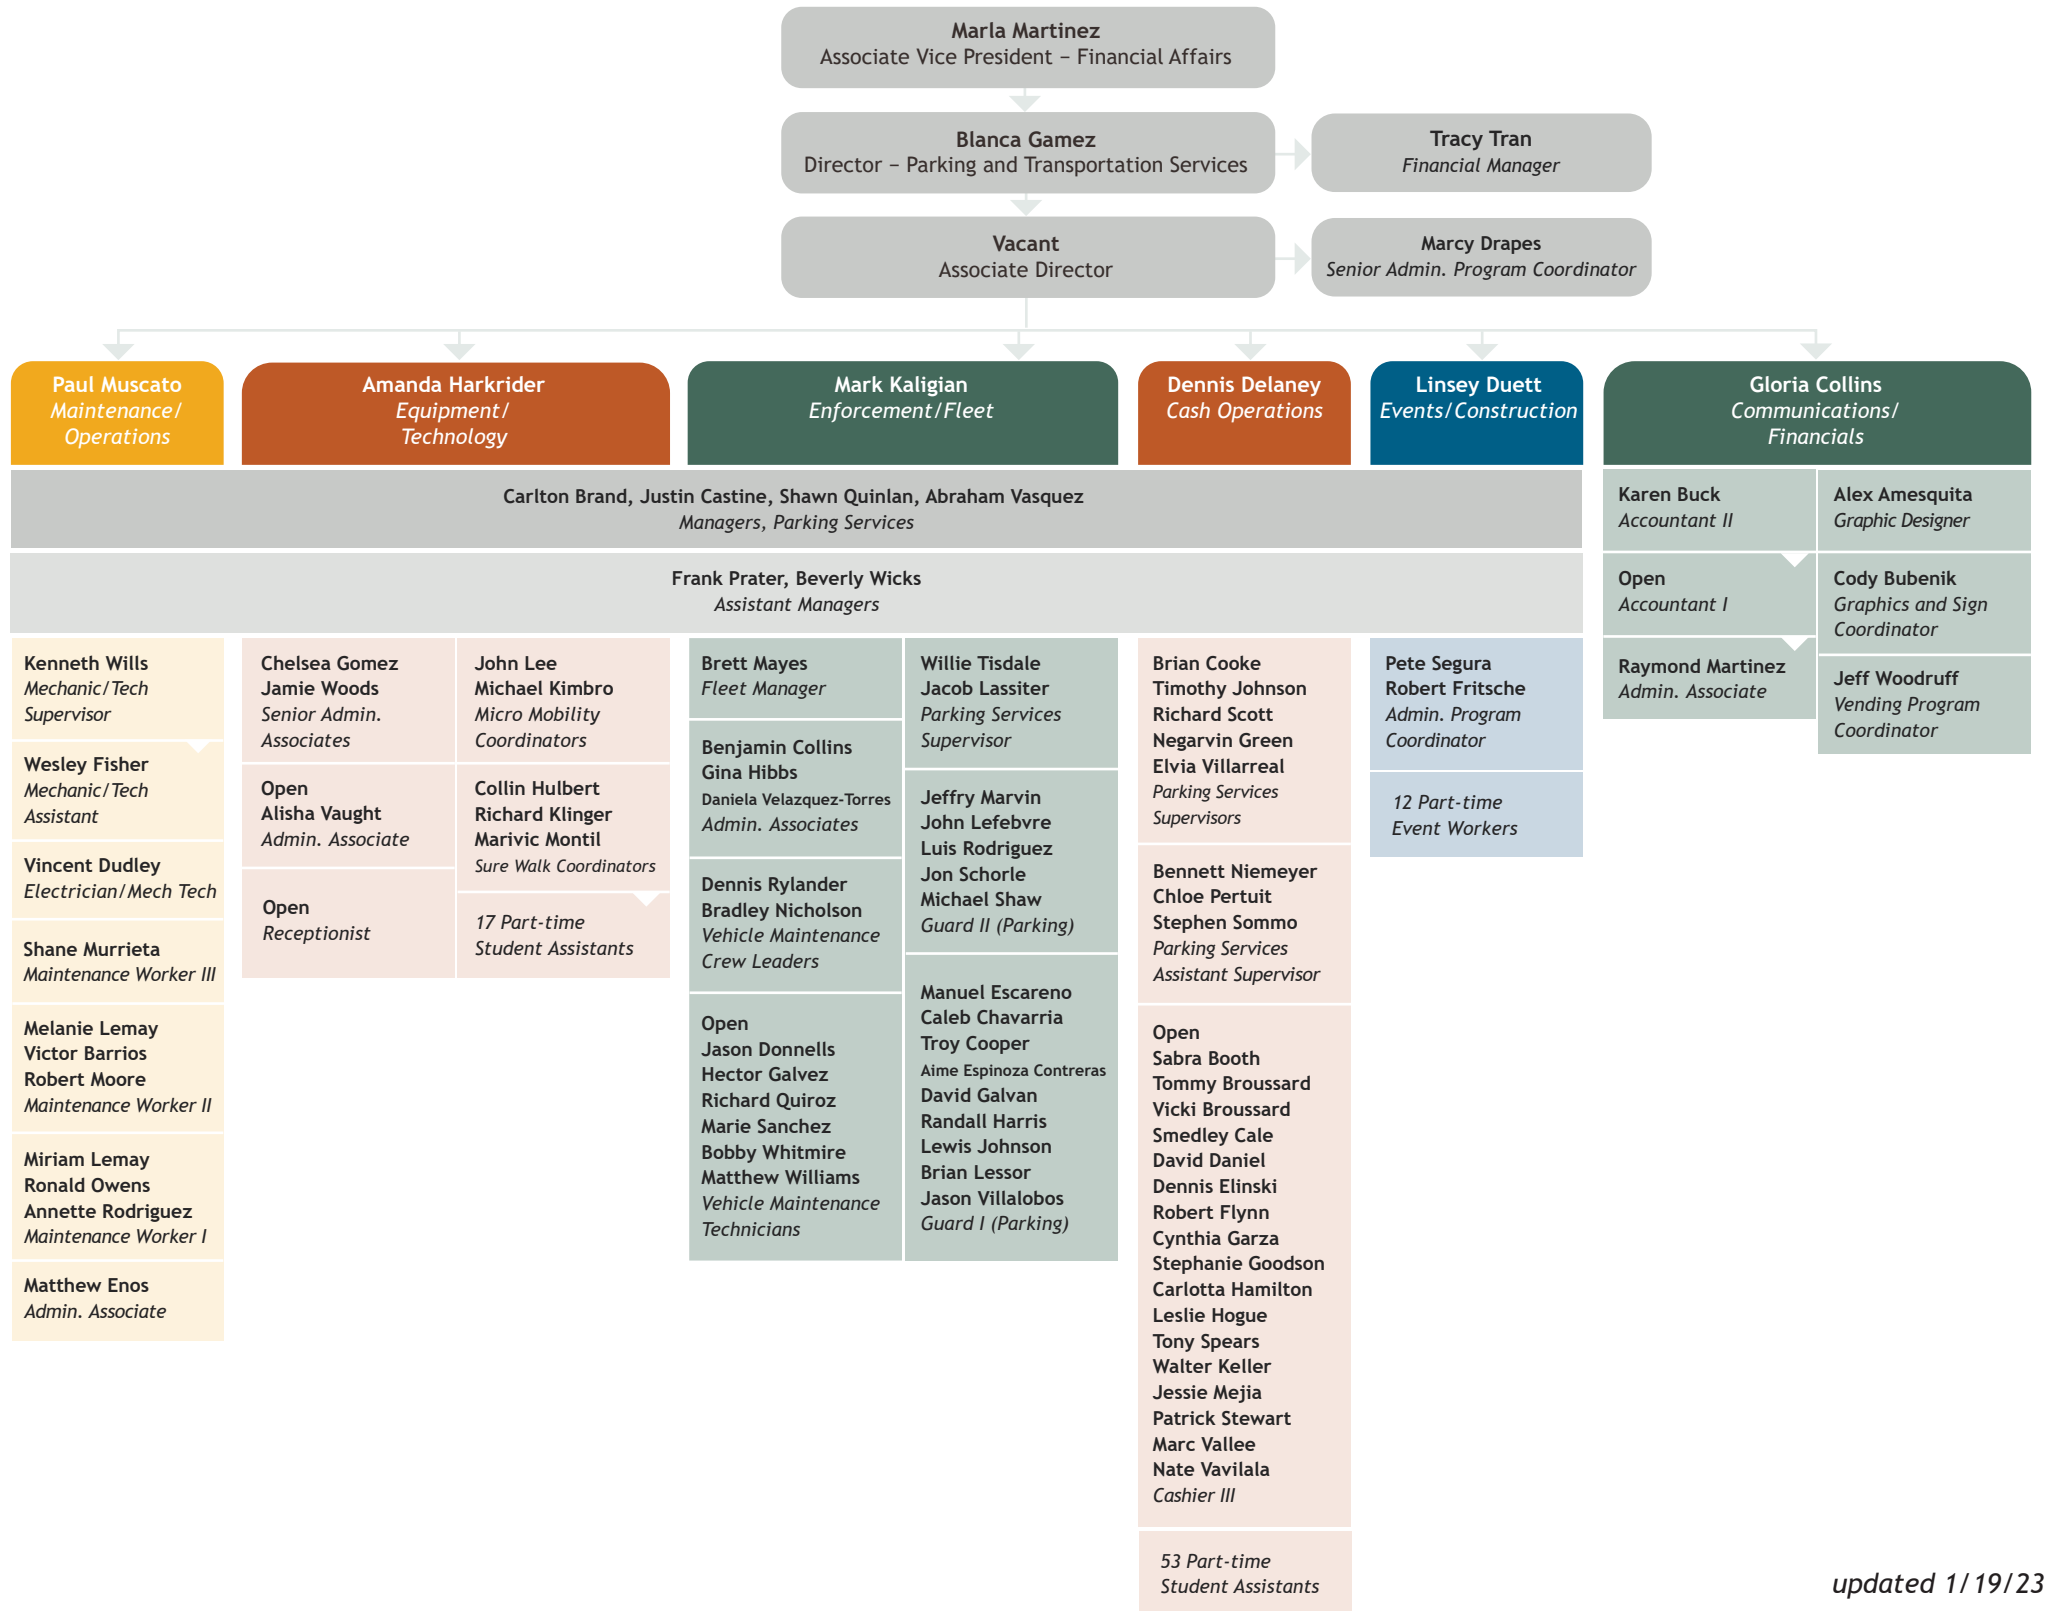 Marla Martinez
Associate Vice President – Financial Affairs
Blanca Gamez
Director – Parking and Transportation Services
Tracy Tran
Financial Manager
Vacant
Associate Director
Marcy Drapes
Senior Admin. Program Coordinator
Paul Muscato
Maintenance/
Operations
Amanda Harkrider
Equipment/
Technology
Mark Kaligian
Enforcement/Fleet
Dennis Delaney
Cash Operations
Linsey Duett
Events/Construction
Gloria Collins
Communications/
Financials
Carlton Brand, Justin Castine, Shawn Quinlan, Abraham Vasquez
Managers, Parking Services
Frank Prater, Beverly Wicks
Assistant Managers
Kenneth Wills
Mechanic/Tech
Supervisor
Wesley Fisher
Mechanic/Tech
Assistant
Vincent Dudley
Electrician/Mech Tech
Shane Murrieta
Maintenance Worker III
Melanie Lemay
Victor Barrios
Robert Moore
Maintenance Worker II
Miriam Lemay
Ronald Owens
Annette Rodriguez
Maintenance Worker I
Matthew Enos
Admin. Associate
Chelsea Gomez
Jamie Woods
Senior Admin.
Associates
Open
Alisha Vaught
Admin. Associate
Open
Receptionist
John Lee
Michael Kimbro
Micro Mobility
Coordinators
Collin Hulbert
Richard Klinger
Marivic Montil
Sure Walk Coordinators
17 Part-time
Student Assistants
Brett Mayes
Fleet Manager
Benjamin Collins
Gina Hibbs
Daniela Velazquez-Torres
Admin. Associates
Dennis Rylander
Bradley Nicholson
Vehicle Maintenance
Crew Leaders
Open
Jason Donnells
Hector Galvez
Richard Quiroz
Marie Sanchez
Bobby Whitmire
Matthew Williams
Vehicle Maintenance
Technicians
Willie Tisdale
Jacob Lassiter
Parking Services
Supervisor
Jeffry Marvin
John Lefebvre
Luis Rodriguez
Jon Schorle
Michael Shaw
Guard II (Parking)
Manuel Escareno
Caleb Chavarria
Troy Cooper
Aime Espinoza Contreras
David Galvan
Randall Harris
Lewis Johnson
Brian Lessor
Jason Villalobos
Guard I (Parking)
Brian Cooke
Timothy Johnson
Richard Scott
Negarvin Green
Elvia Villarreal
Parking Services
Supervisors
Bennett Niemeyer
Chloe Pertuit
Stephen Sommo
Parking Services
Assistant Supervisor
Open
Sabra Booth
Tommy Broussard
Vicki Broussard
Smedley Cale
David Daniel
Dennis Elinski
Robert Flynn
Cynthia Garza
Stephanie Goodson
Carlotta Hamilton
Leslie Hogue
Tony Spears
Walter Keller
Jessie Mejia
Patrick Stewart
Marc Vallee
Nate Vavilala
Cashier III
53 Part-time
Student Assistants
Pete Segura
Robert Fritsche
Admin. Program
Coordinator
12 Part-time
Event Workers
Karen Buck
Accountant II
Open
Accountant I
Raymond Martinez
Admin. Associate
Alex Amesquita
Graphic Designer
Cody Bubenik
Graphics and Sign
Coordinator
Jeff Woodruff
Vending Program
Coordinator
updated 1/19/23